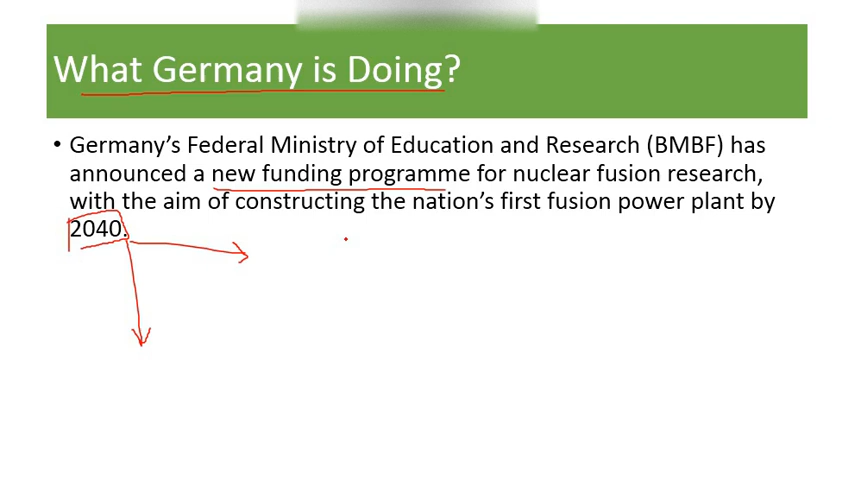 What Germany is Doing?
• Germany's Federal Ministry of Education and Research (BMBF) has
announced a new funding programme for nuclear fusion research,
with the aim of constructing the nation's first fusion power plant by
2040.